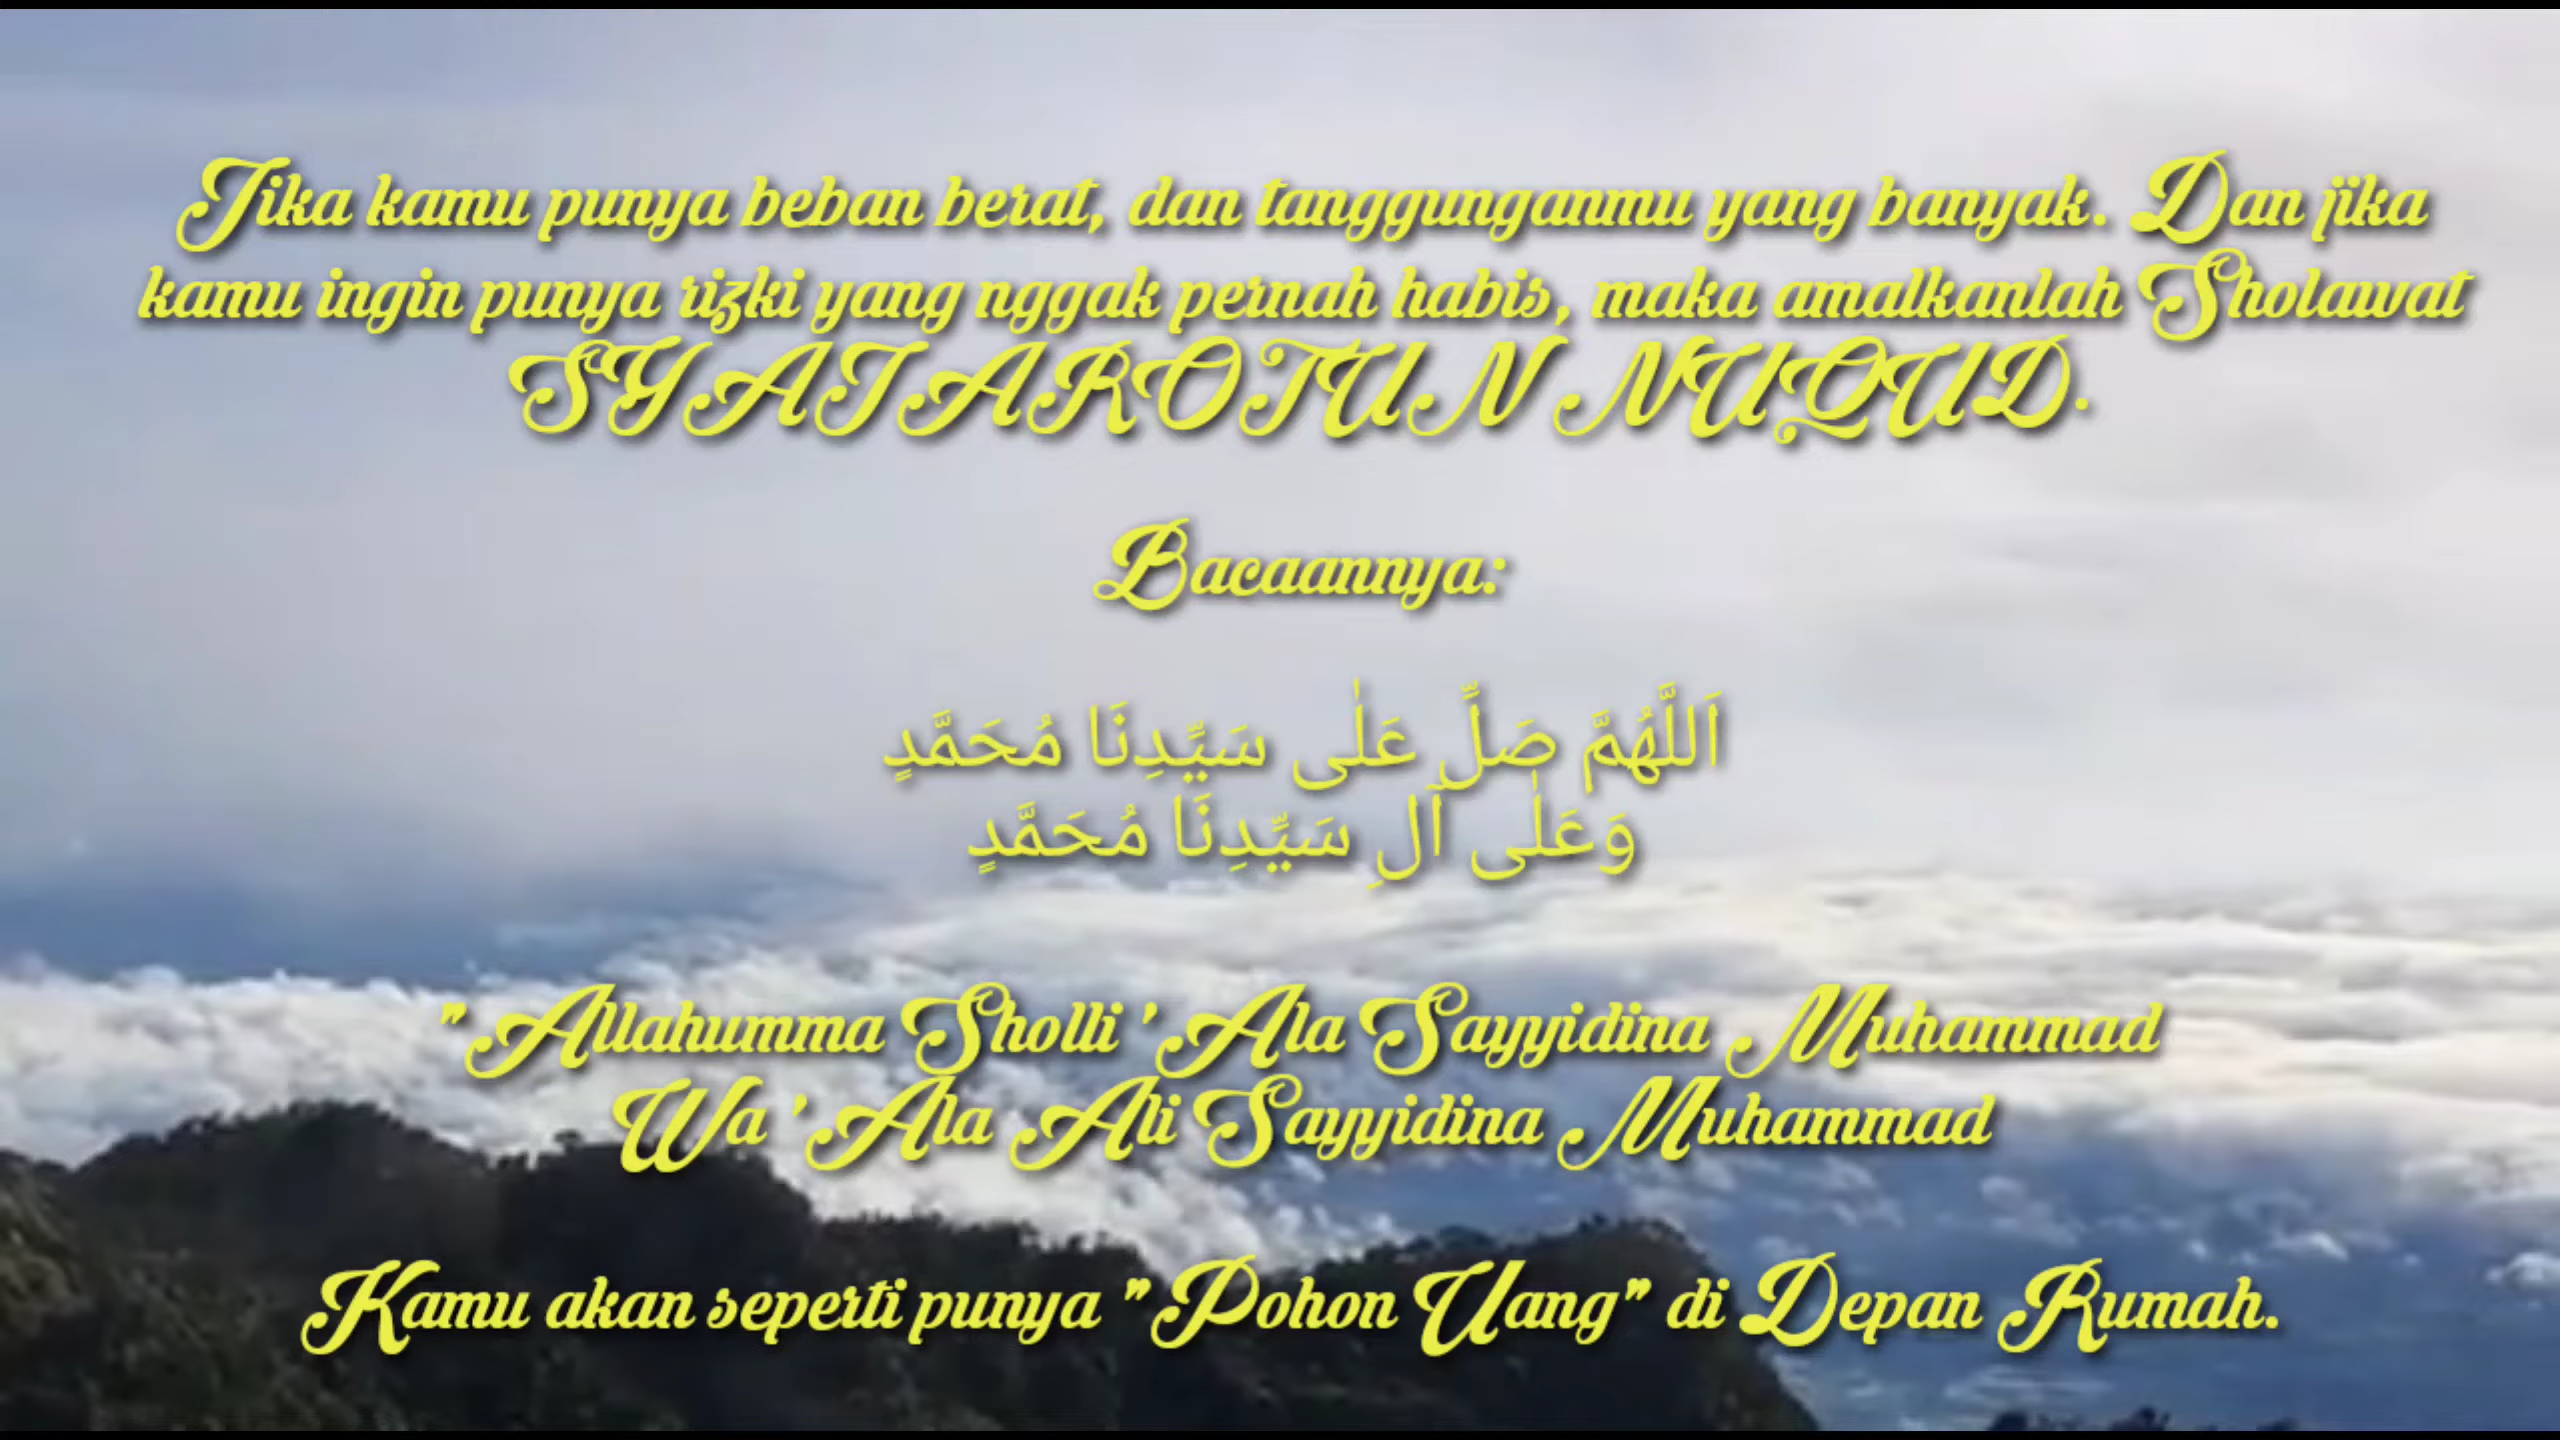 Jika kamu punya beban berat, dan tanggunganmu yang banyak. Dan jika
kamu ingin punya rizki yang nggak pernah habis, maka amalkanlah Sholawat
SYAJAROTUN NUQUD.
Bacaannya:
اَللَّهُمَّ صَلِّ عَلٰى سَيِّدِنَا مُحَمَّدٍ
وَعَلٰى آلِ سَيِّدِنَا مُحَمَّدٍ
" Allahumma Sholli ' Ala Sayyidina Muhammad
Wa ' Ala Ali Sayyidina Muhammad
Kamu akan seperti punya "Pohon Uang" di Depan Rumah.